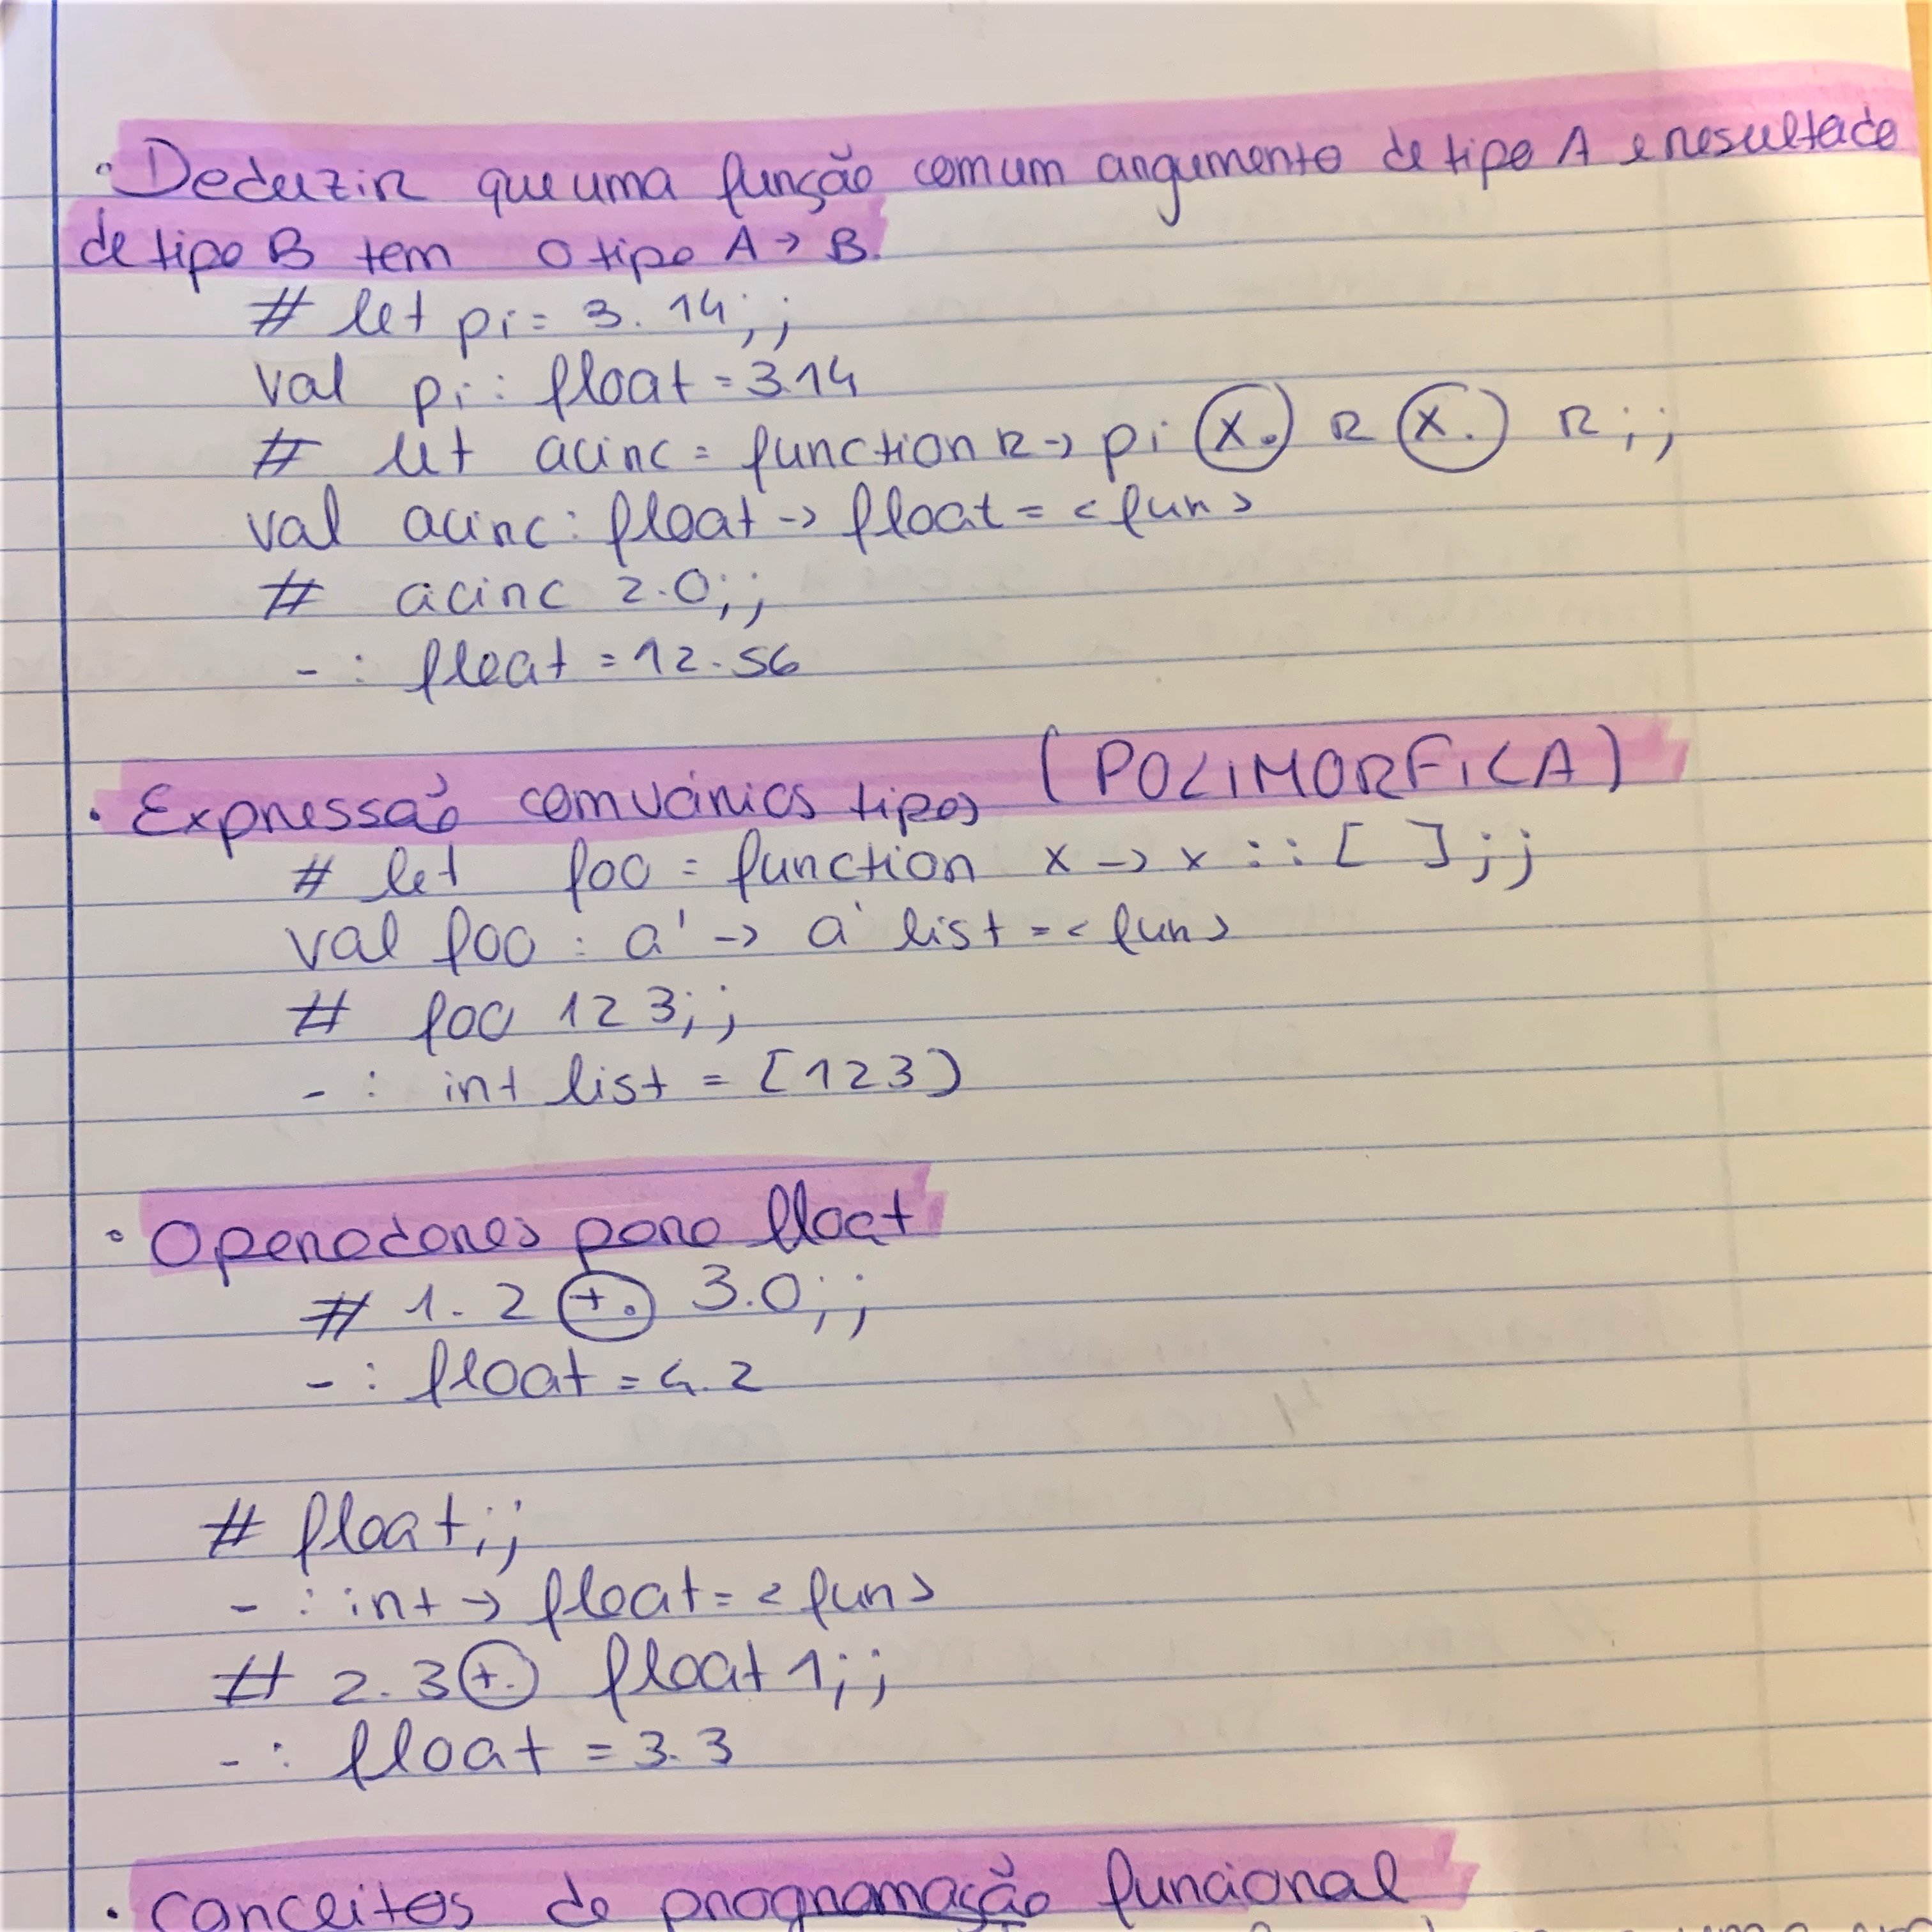 • Deduzir que uma função com um argumento de tipo A e resultado
de tipo B tem o tipo A → B.
# let pi = 3.14;;
val pi : float = 3.14
# let acirc = function r -> pi x. r x. r;;
val acirc : float -> float = <fun>
# acirc 2.0;;
- : float = 12.56
• Expressão com vários tipos (POLIMORFICA)
# let foo = function x -> x :: [ ];;
val foo : a' -> a' list = <fun>
# foo 123;;
- : int list = [123]
• Operadores para float
# 1.2 +. 3.0;;
- : float = 4.2
# float;;
- : int → float = <fun>
# 2.3 +. float 1;;
- : float = 3.3
• Conceitos de programação funcional